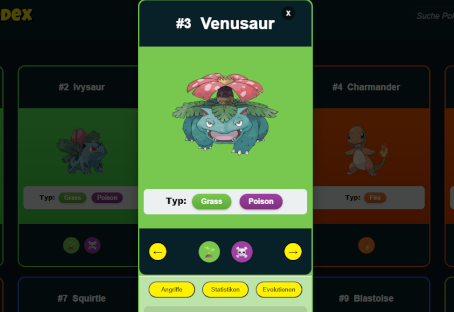 DEX
Suche Po
#3 Venusaur X
#2 Ivysaur
#4 Charmander
Typ: Grass Poison
Typ: Grass Poison
Typ: Fire
← →
Angriffe Statistiken Evolutionen
#7 Squirtle
#9 Blastoise